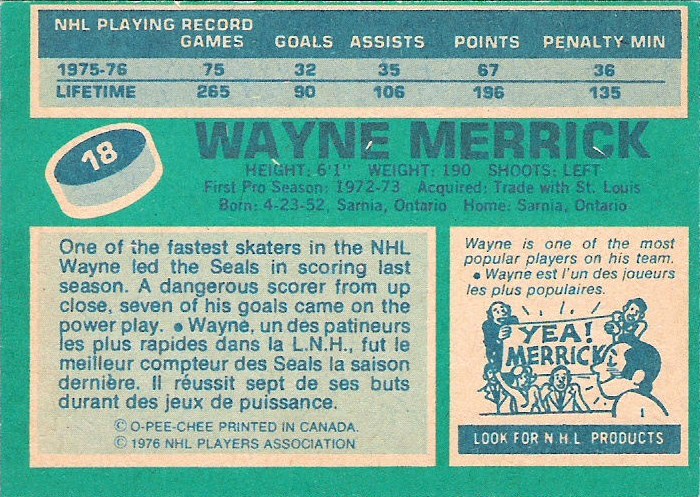 NHL PLAYING RECORD
GAMES GOALS ASSISTS POINTS PENALTY MIN
1975-76 75 32 35 67 36
LIFETIME 265 90 106 196 135
18
WAYNE MERRICK
HEIGHT: 6'1" WEIGHT: 190 SHOOTS: LEFT
First Pro Season: 1972-73 Acquired: Trade with St. Louis
Born: 4-23-52, Sarnia, Ontario Home: Sarnia, Ontario
One of the fastest skaters in the NHL
Wayne led the Seals in scoring last
season. A dangerous scorer from up
close, seven of his goals came on the
power play. • Wayne, un des patineurs
les plus rapides dans la L.N.H., fut le
meilleur compteur des Seals la saison
dernière. Il réussit sept de ses buts
durant des jeux de puissance.
© O-PEE-CHEE PRINTED IN CANADA.
© 1976 NHL PLAYERS ASSOCIATION
Wayne is one of the most
popular players on his team.
• Wayne est l'un des joueurs
les plus populaires.
YEA!
MERRICK
LOOK FOR N H L PRODUCTS